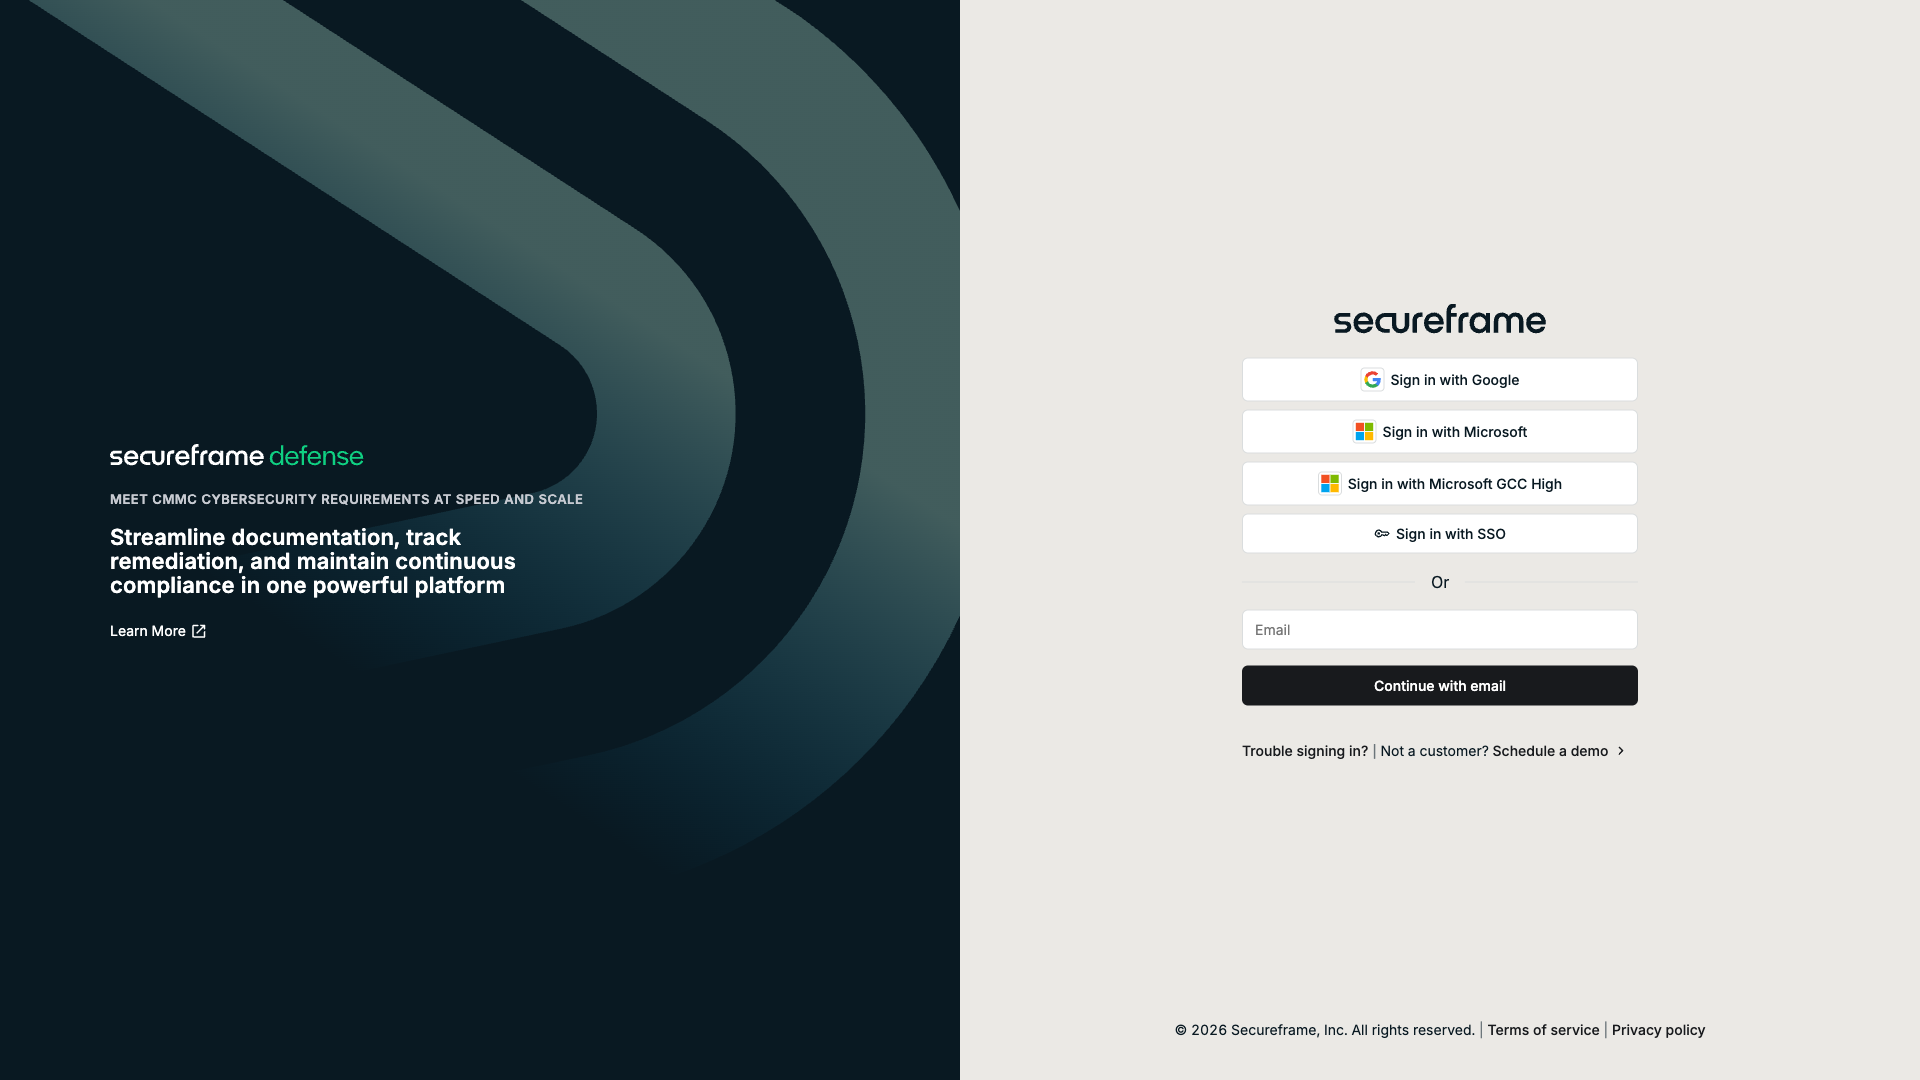 secureframe defense
MEET CMMC CYBERSECURITY REQUIREMENTS AT SPEED AND SCALE
Streamline documentation, track
remediation, and maintain continuous
compliance in one powerful platform
Learn More
secureframe
Sign in with Google
Sign in with Microsoft
Sign in with Microsoft GCC High
Sign in with SSO
Or
Email
Continue with email
Trouble signing in? | Not a customer? Schedule a demo
© 2026 Secureframe, Inc. All rights reserved. | Terms of service | Privacy policy